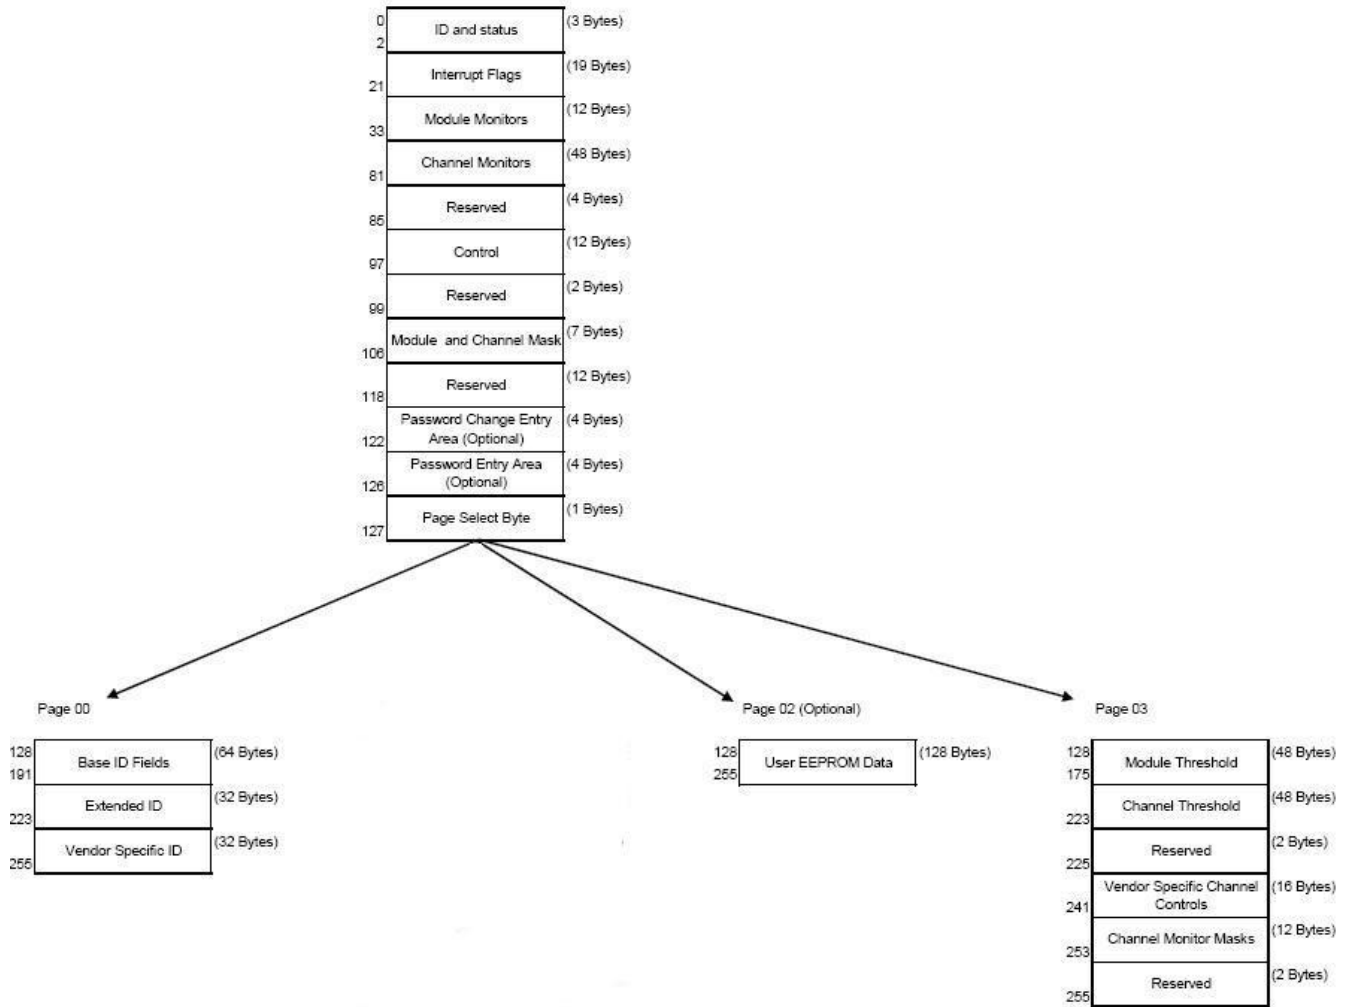 0 (3 Bytes)
ID and status
2
(19 Bytes)
Interrupt Flags
21
(12 Bytes)
Module Monitors
33
(48 Bytes)
Channel Monitors
81
(4 Bytes)
Reserved
85
(12 Bytes)
Control
97
(2 Bytes)
Reserved
99
(7 Bytes)
Module and Channel Mask
106
(12 Bytes)
Reserved
118
Password Change Entry (4 Bytes)
Area (Optional)
122
Password Entry Area (4 Bytes)
(Optional)
126
(1 Bytes)
Page Select Byte
127
Page 00
128 (64 Bytes)
Base ID Fields
191
(32 Bytes)
Extended ID
223
(32 Bytes)
Vendor Specific ID
255
Page 02 (Optional)
128 (128 Bytes)
User EEPROM Data
255
Page 03
128 (48 Bytes)
Module Threshold
175
(48 Bytes)
Channel Threshold
223
(2 Bytes)
Reserved
225
Vendor Specific Channel (16 Bytes)
Controls
241
(12 Bytes)
Channel Monitor Masks
253
(2 Bytes)
Reserved
255